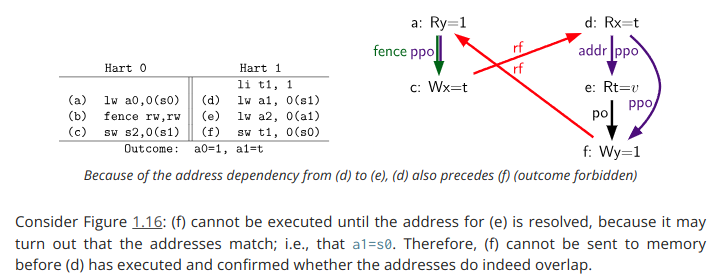 a: Ry=1
d: Rx=t
fence ppo
rf
addr ppo
rf
c: Wx=t
e: Rt=v
po
ppo
f: Wy=1
Hart 0 Hart 1
li t1, 1
(a) lw a0,0(s0) (d) lw a1, 0(s1)
(b) fence rw,rw (e) lw a2, 0(a1)
(c) sw s2,0(s1) (f) sw t1, 0(s0)
Outcome: a0=1, a1=t
Because of the address dependency from (d) to (e), (d) also precedes (f) (outcome forbidden)
Consider Figure 1.16: (f) cannot be executed until the address for (e) is resolved, because it may
turn out that the addresses match; i.e., that a1=s0. Therefore, (f) cannot be sent to memory
before (d) has executed and confirmed whether the addresses do indeed overlap.